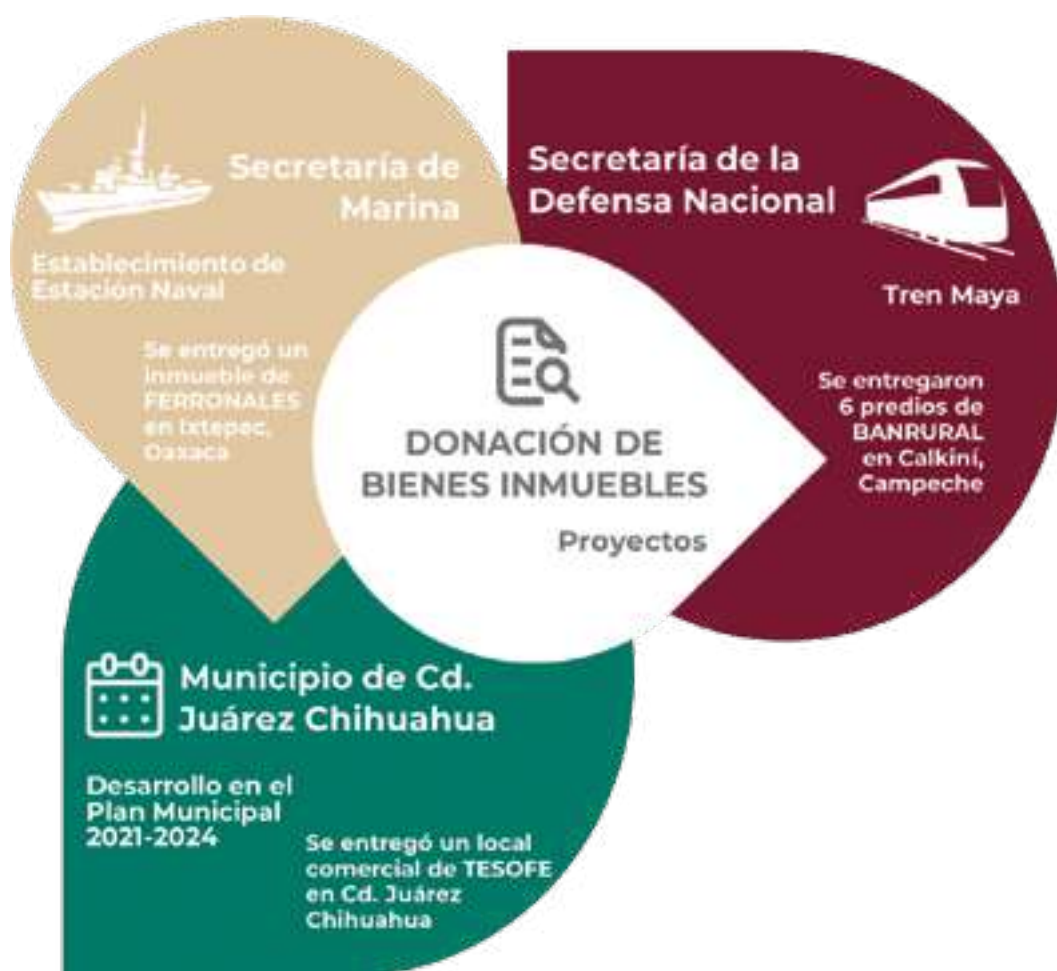 Secretaría de
Marina
Establecimiento de
Estación Naval
Se entregó un
inmueble de
FERRONALES
en Ixtepec,
Oaxaca
Secretaría de la
Defensa Nacional
Tren Maya
Se entregaron
6 predios de
BANRURAL
en Calkiní,
Campeche
DONACIÓN DE
BIENES INMUEBLES
Proyectos
Municipio de Cd.
Juárez Chihuahua
Desarrollo en el
Plan Municipal
2021-2024
Se entregó un local
comercial de TESOFE
en Cd. Juárez
Chihuahua